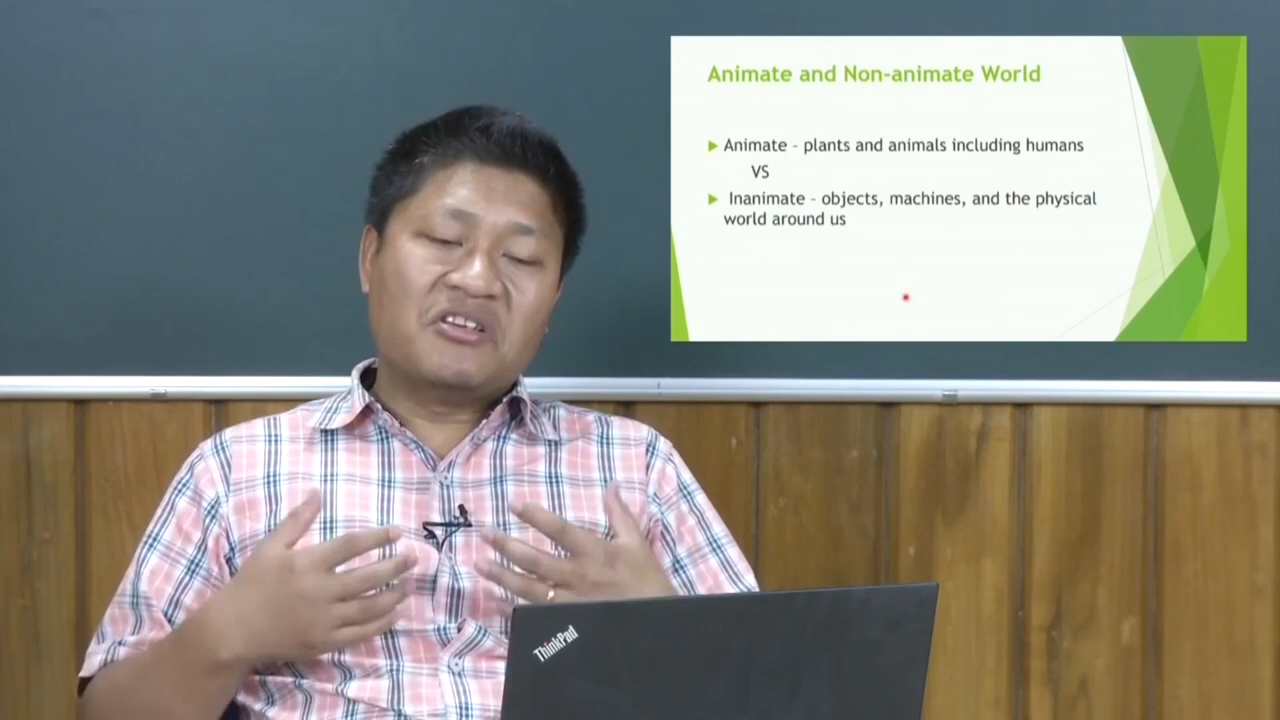 Animate and Non-animate World
Animate - plants and animals including humans
VS
Inanimate - objects, machines, and the physical
world around us
ThinkPad